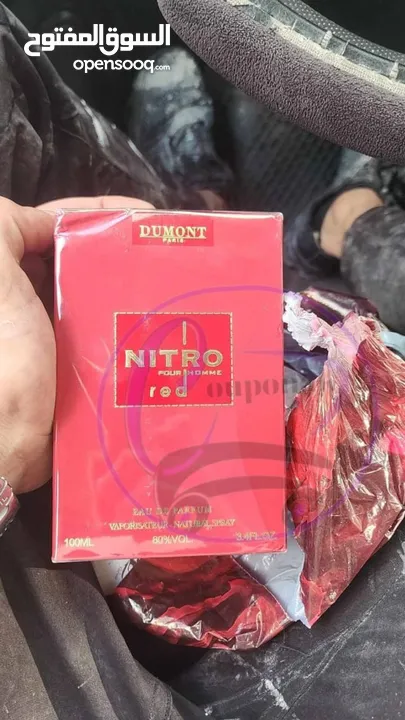 السوق المفتوح
opensooq.com
DUMONT
PARIS
NITRO
POUR HOMME
red
EAU DE PARFUM
VAPORISATEUR - NATURAL SPRAY
100ML 80%VOL 3.4FL.OZ